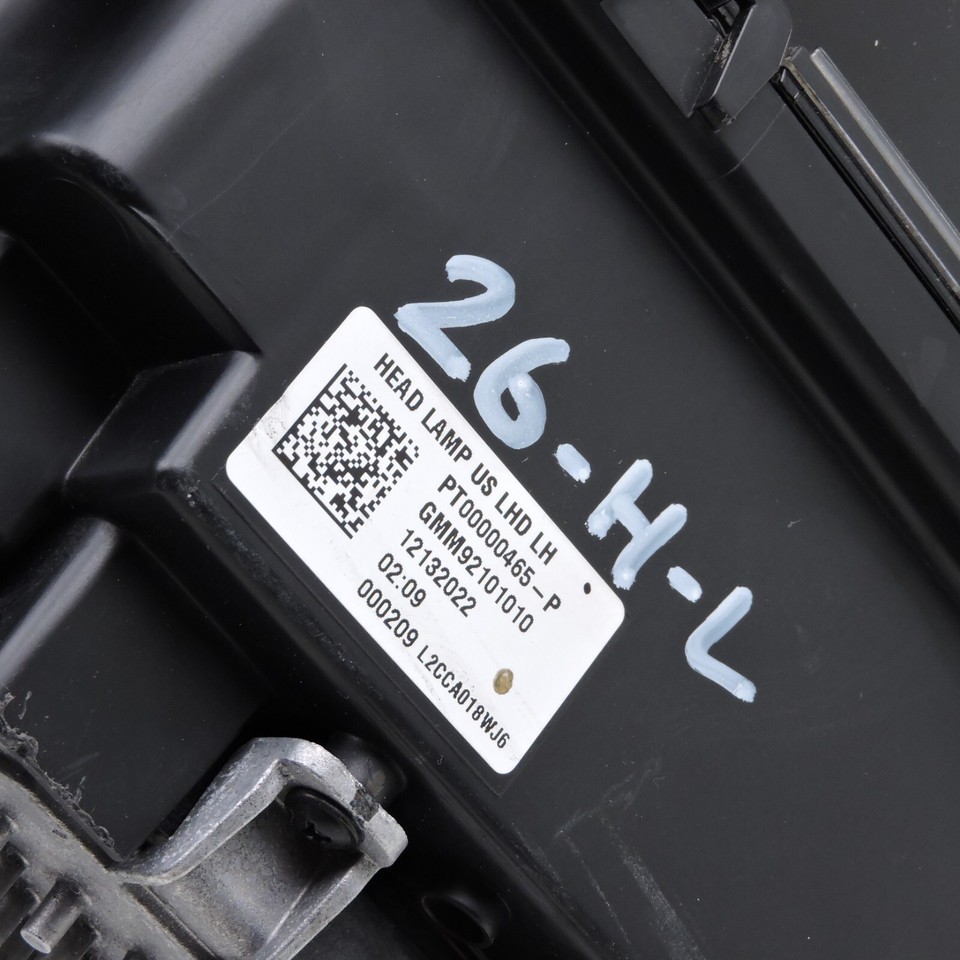 26-H-L
HEAD LAMP US LHD LH
PT00000465-P
GMM92101010
12132022
02:09
000209 L2CCA018WJ6